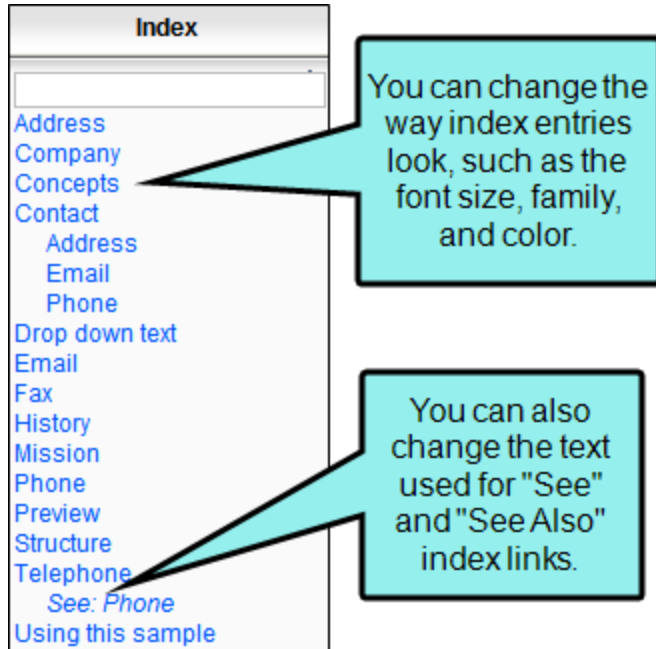 Index
Address
Company
Concepts
Contact
Address
Email
Phone
Drop down text
Email
Fax
History
Mission
Phone
Preview
Structure
Telephone
See: Phone
Using this sample
You can change the
way index entries
look, such as the
font size, family,
and color.
You can also
change the text
used for "See"
and "See Also"
index links.